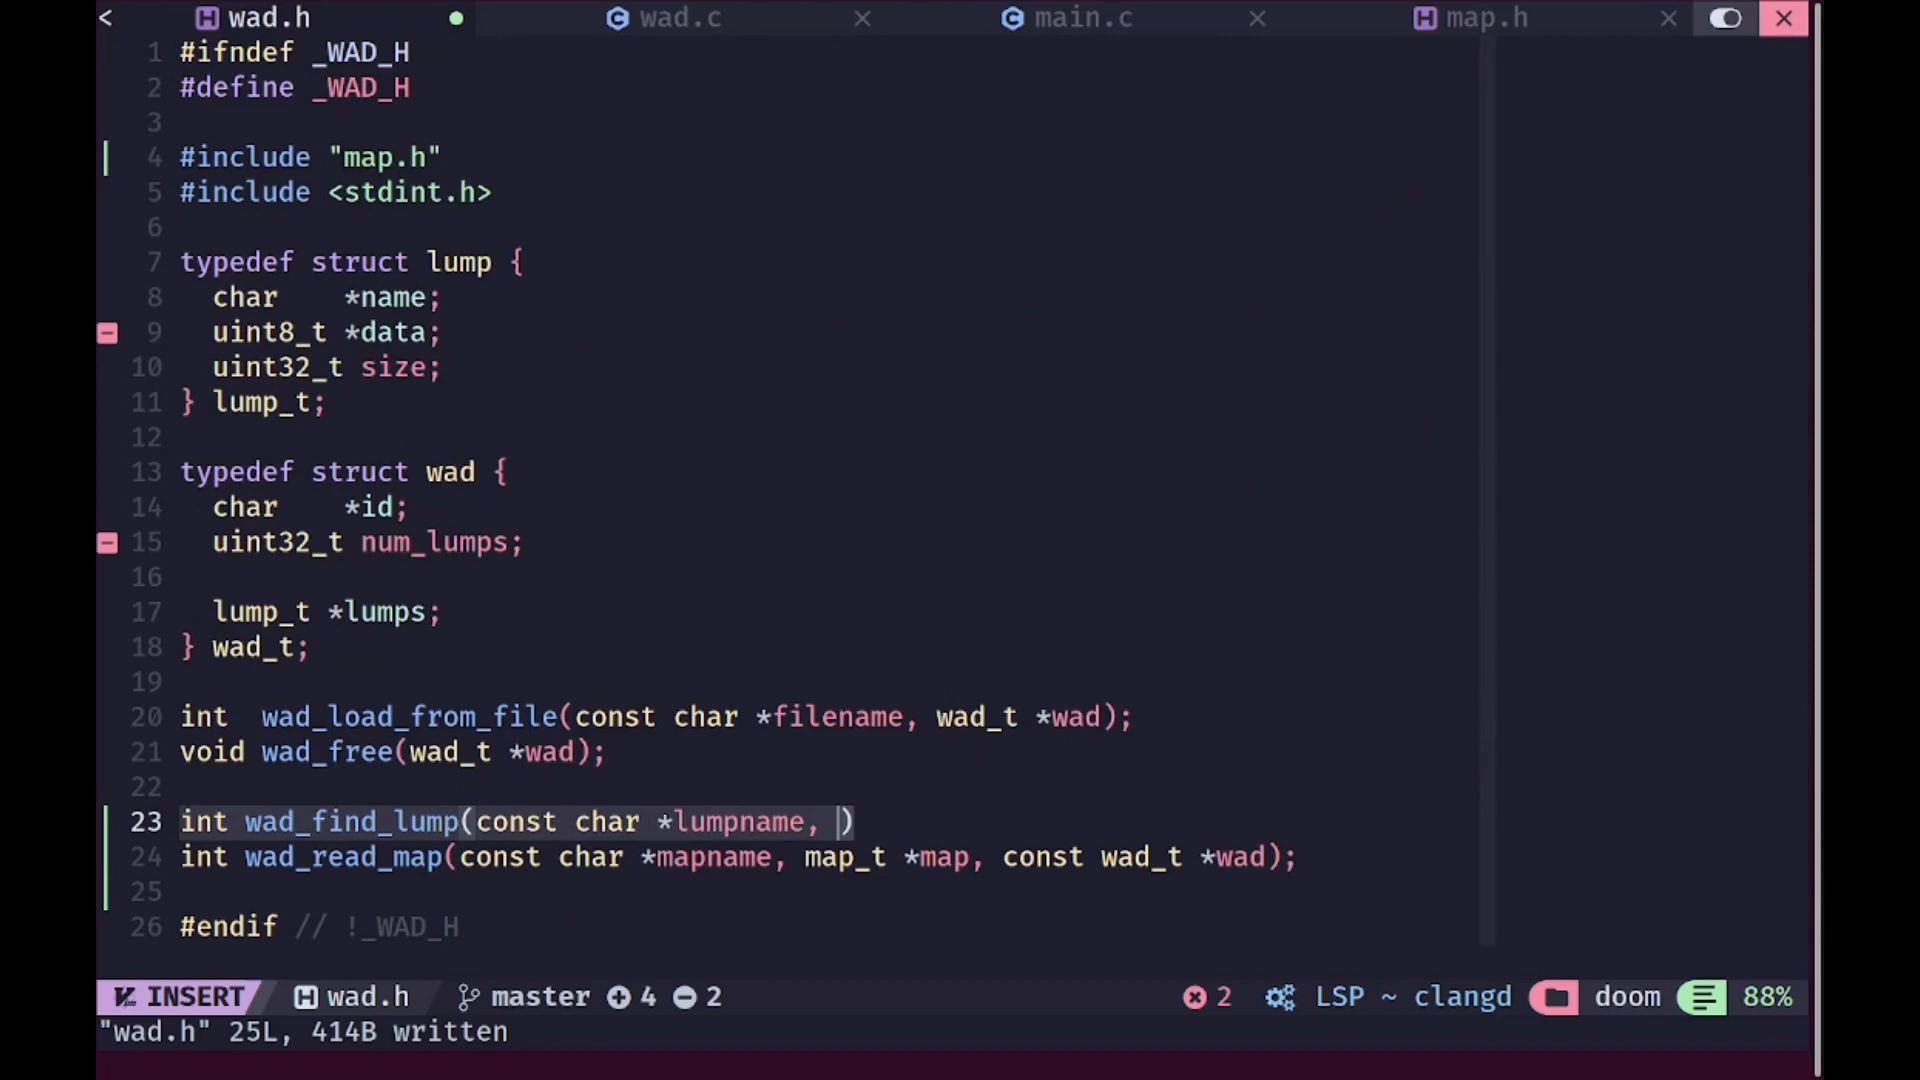 < wad.h wad.c main.c map.h
1 #ifndef _WAD_H
2 #define _WAD_H
3
4 #include "map.h"
5 #include <stdint.h>
6
7 typedef struct lump {
8   char    *name;
9   uint8_t *data;
10   uint32_t size;
11 } lump_t;
12
13 typedef struct wad {
14   char    *id;
15   uint32_t num_lumps;
16
17   lump_t *lumps;
18 } wad_t;
19
20 int  wad_load_from_file(const char *filename, wad_t *wad);
21 void wad_free(wad_t *wad);
22
23 int wad_find_lump(const char *lumpname, )
24 int wad_read_map(const char *mapname, map_t *map, const wad_t *wad);
25
26 #endif // !_WAD_H
INSERT wad.h master 4 2 2 LSP ~ clangd doom 88%
"wad.h" 25L, 414B written